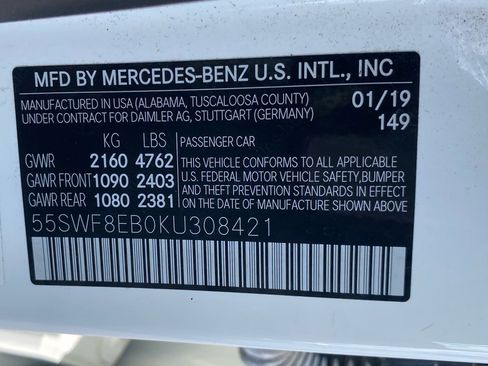 MFD BY MERCEDES-BENZ U.S. INTL., INC
MANUFACTURED IN USA (ALABAMA, TUSCALOOSA COUNTY) 01/19
UNDER CONTRACT FOR DAIMLER AG, STUTTGART (GERMANY) 149
KG LBS PASSENGER CAR
GVWR 2160 4762 THIS VEHICLE CONFORMS TO ALL APPLICABLE
GAWR FRONT 1090 2403 U.S. FEDERAL MOTOR VEHICLE SAFETY,BUMPER
GAWR REAR 1080 2381 AND THEFT PREVENTION STANDARDS IN EFFECT
ON THE DATE OF MANUFACTURE SHOWN ABOVE.
55SWF8EB0KU308421